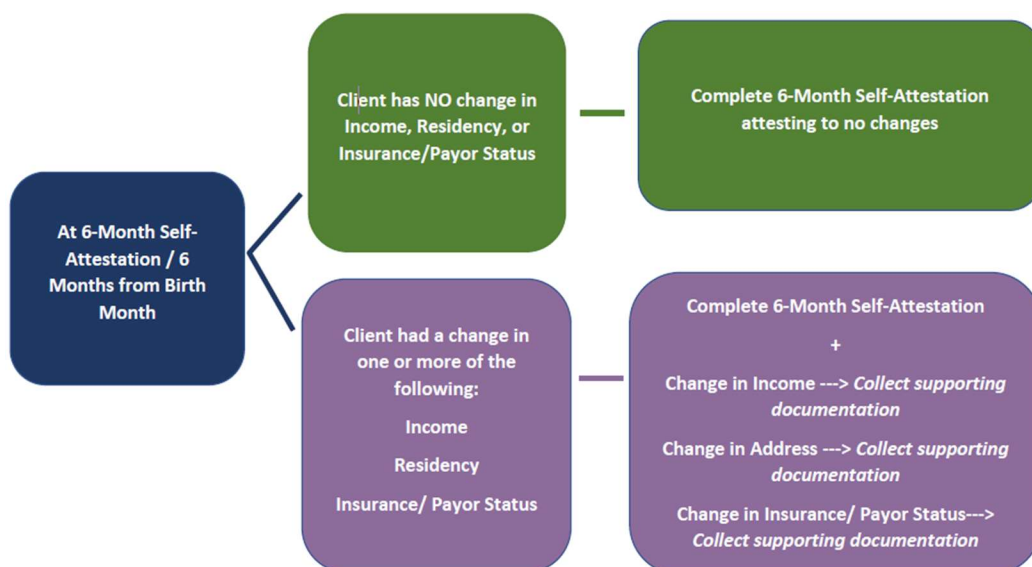 At 6-Month Self-
Attestation / 6
Months from Birth
Month
Client has NO change in
Income, Residency, or
Insurance/Payor Status
Complete 6-Month Self-Attestation
attesting to no changes
Client had a change in
one or more of the
following:
Income
Residency
Insurance/ Payor Status
Complete 6-Month Self-Attestation
+
Change in Income ---> Collect supporting
documentation
Change in Address ---> Collect supporting
documentation
Change in Insurance/ Payor Status--->
Collect supporting documentation